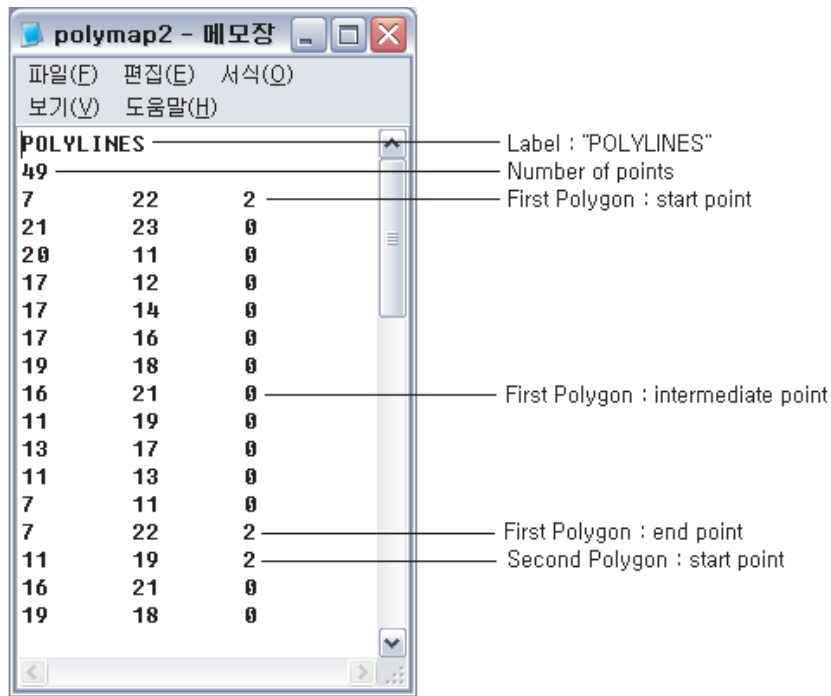 polymap2 - 메모장
파일(F) 편집(E) 서식(O)
보기(V) 도움말(H)
POLYLINES
49
7 22 2
21 23 0
20 11 0
17 12 0
17 14 0
17 16 0
19 18 0
16 21 0
11 19 0
13 17 0
11 13 0
7 11 0
7 22 2
11 19 2
16 21 0
19 18 0
Label : "POLYLINES"
Number of points
First Polygon : start point
First Polygon : intermediate point
First Polygon : end point
Second Polygon : start point